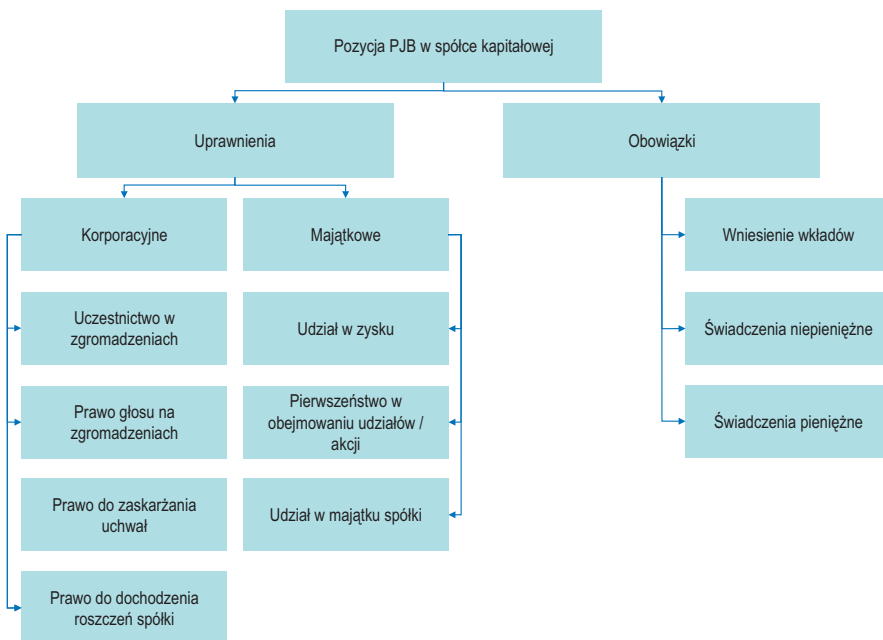 Pozycja PJB w spółce kapitałowej
Uprawnienia
Obowiązki
Korporacyjne
Majątkowe
Wniesienie wkładów
Uczestnictwo w
zgromadzeniach
Udział w zysku
Świadczenia niepieniężne
Prawo głosu na
zgromadzeniach
Pierwszeństwo w
obejmowaniu udziałów /
akcji
Świadczenia pieniężne
Prawo do zaskarżania
uchwał
Udział w majątku spółki
Prawo do dochodzenia
roszczeń spółki